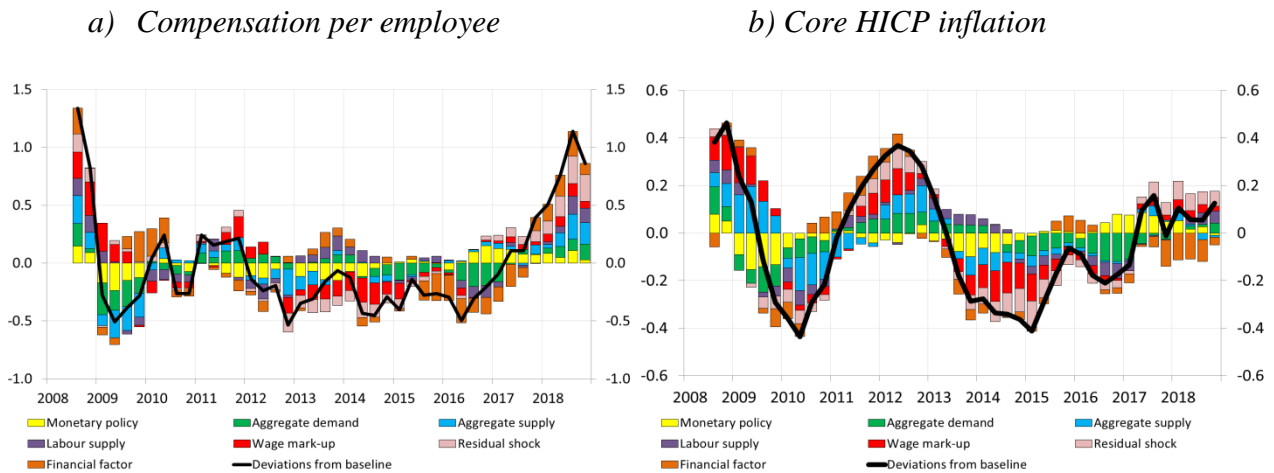 a) Compensation per employee
b) Core HICP inflation
1.5 1.5
1.0 1.0
0.5 0.5
0.0 0.0
-0.5 -0.5
-1.0 -1.0
2008 2009 2010 2011 2012 2013 2014 2015 2016 2017 2018
Monetary policy Aggregate demand Aggregate supply
Labour supply Wage mark-up Residual shock
Financial factor Deviations from baseline
0.6 0.6
0.4 0.4
0.2 0.2
0.0 0.0
-0.2 -0.2
-0.4 -0.4
-0.6 -0.6
2008 2009 2010 2011 2012 2013 2014 2015 2016 2017 2018
Monetary policy Aggregate demand Aggregate supply
Labour supply Wage mark-up Residual shock
Financial factor Deviations from baseline